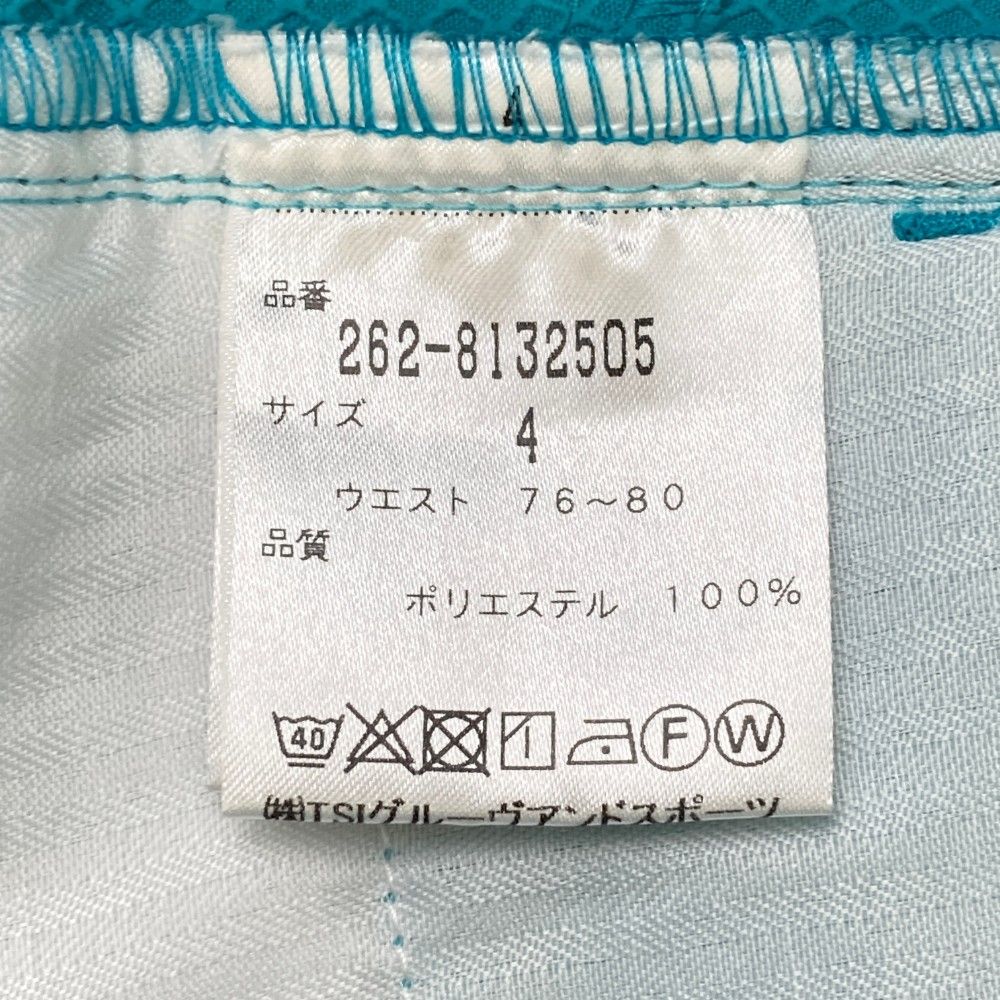 品番
262-8132505
サイズ
4
ウエスト 76～80
品質
ポリエステル 100%
40 F W
㈱TSIグルーヴアンドスポーツ